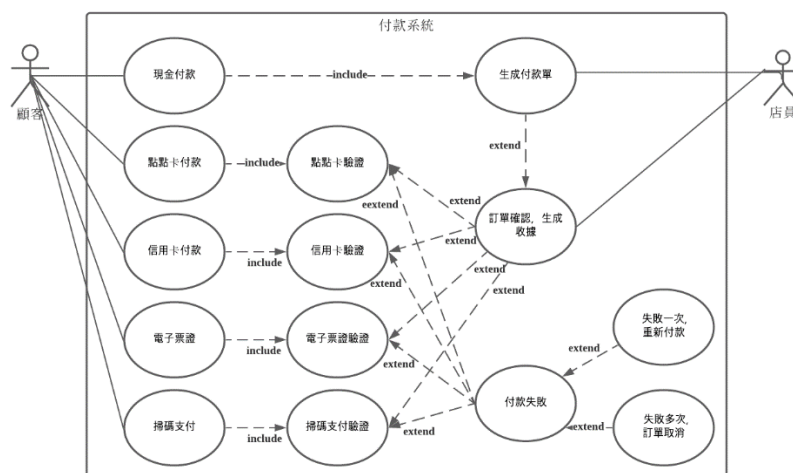 付款系統
現金付款
include
生成付款單
顧客
店員
extend
點點卡付款
include
點點卡驗證
extend
eextend
訂單確認，生成
收據
信用卡付款
include
信用卡驗證
extend
extend
extend
extend
電子票證付款
include
電子票證驗證
extend
失敗一次，
重新付款
extend
掃碼支付
include
掃碼支付驗證
extend
付款失敗
extend
失敗多次，
訂單取消